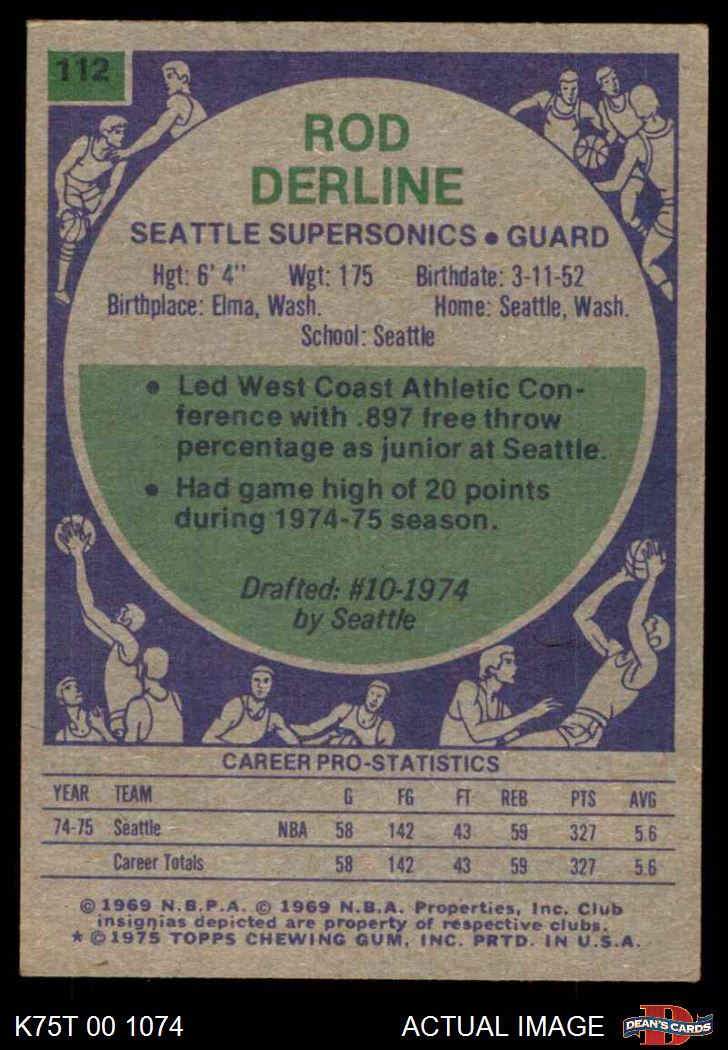 112
ROD
DERLINE
SEATTLE SUPERSONICS • GUARD
Hgt: 6' 4" Wgt: 175 Birthdate: 3-11-52
Birthplace: Elma, Wash. Home: Seattle, Wash.
School: Seattle
• Led West Coast Athletic Con-
ference with .897 free throw
percentage as junior at Seattle.
• Had game high of 20 points
during 1974-75 season.
Drafted: #10-1974
by Seattle
CAREER PRO-STATISTICS
YEAR TEAM G FG FT REB PTS AVG
74-75 Seattle NBA 58 142 43 59 327 5.6
Career Totals 58 142 43 59 327 5.6
© 1969 N.B.P.A. © 1969 N.B.A. Properties, Inc. Club
insignias depicted are property of respective clubs.
* © 1975 TOPPS CHEWING GUM, INC. PRTD. IN U.S.A.
K75T 00 1074 ACTUAL IMAGE
D
DEAN'S CARDS